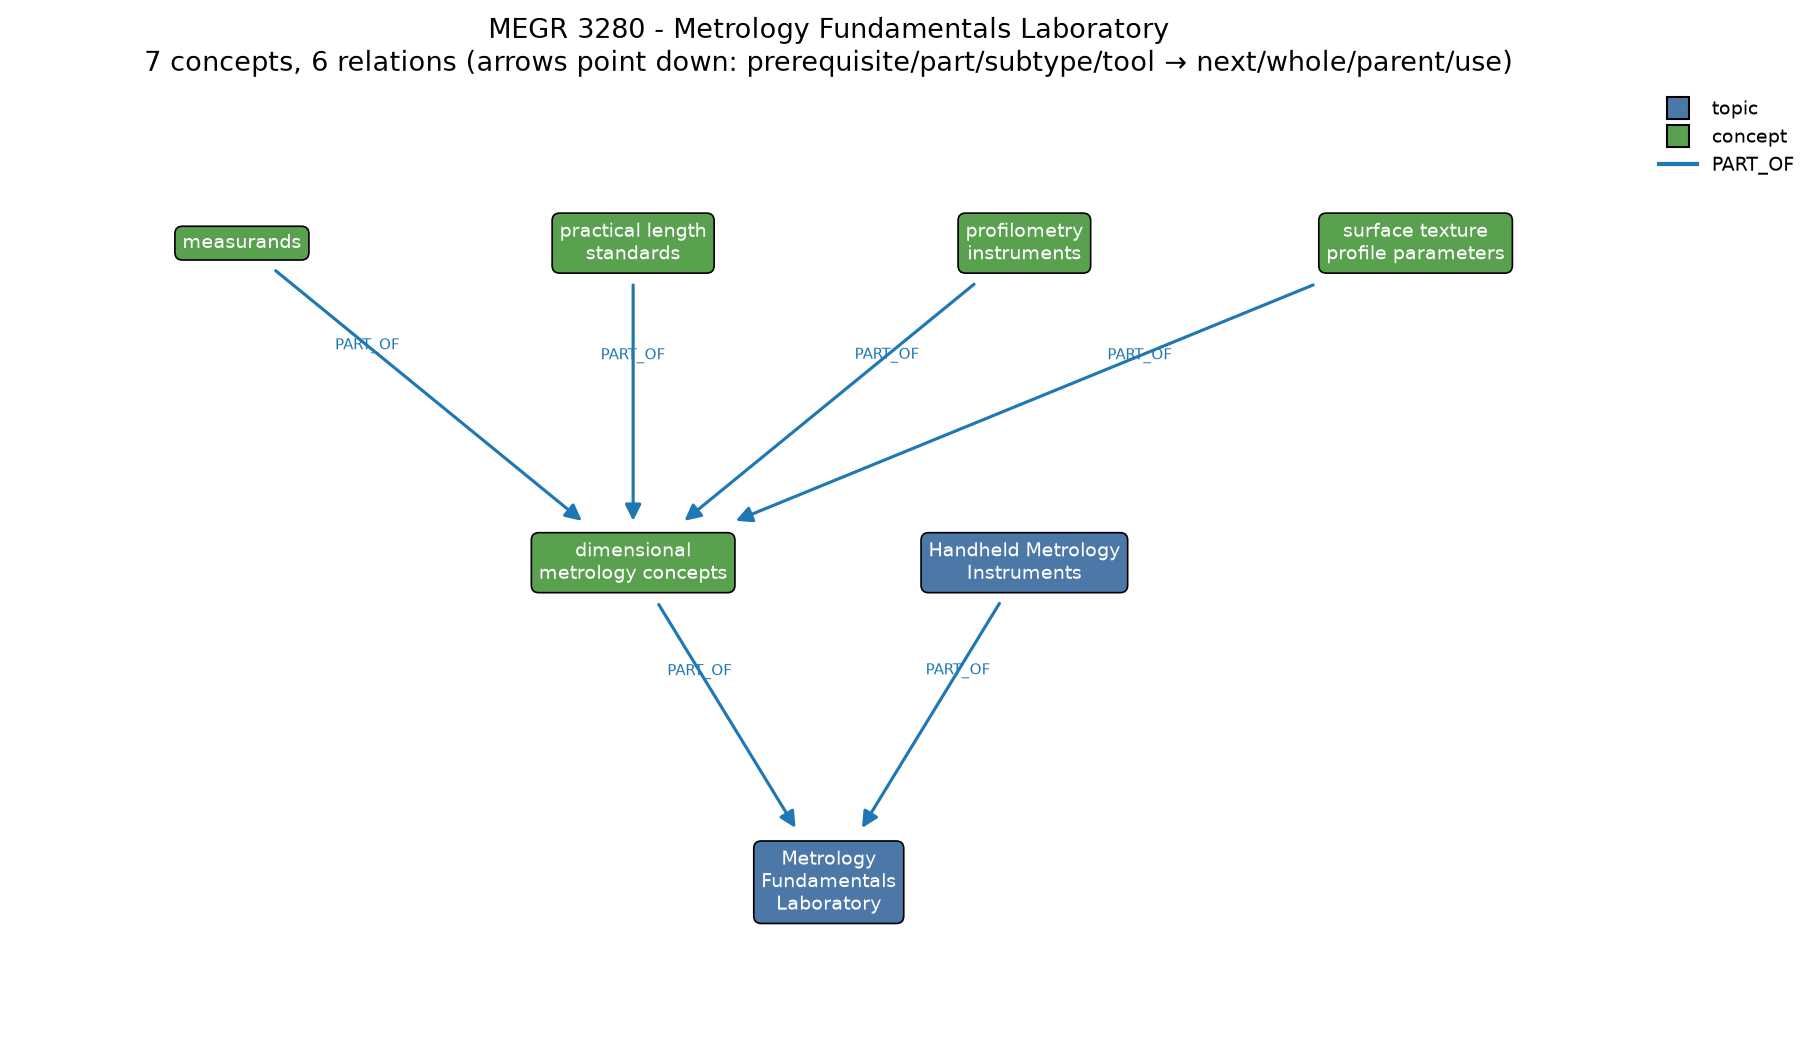 MEGR 3280 - Metrology Fundamentals Laboratory
7 concepts, 6 relations (arrows point down: prerequisite/part/subtype/tool → next/whole/parent/use)
topic
concept
PART_OF
measurands
practical length
standards
profilometry
instruments
surface texture
profile parameters
PART_OF
PART_OF
PART_OF
PART_OF
dimensional
metrology concepts
Handheld Metrology
Instruments
PART_OF
PART_OF
Metrology
Fundamentals
Laboratory